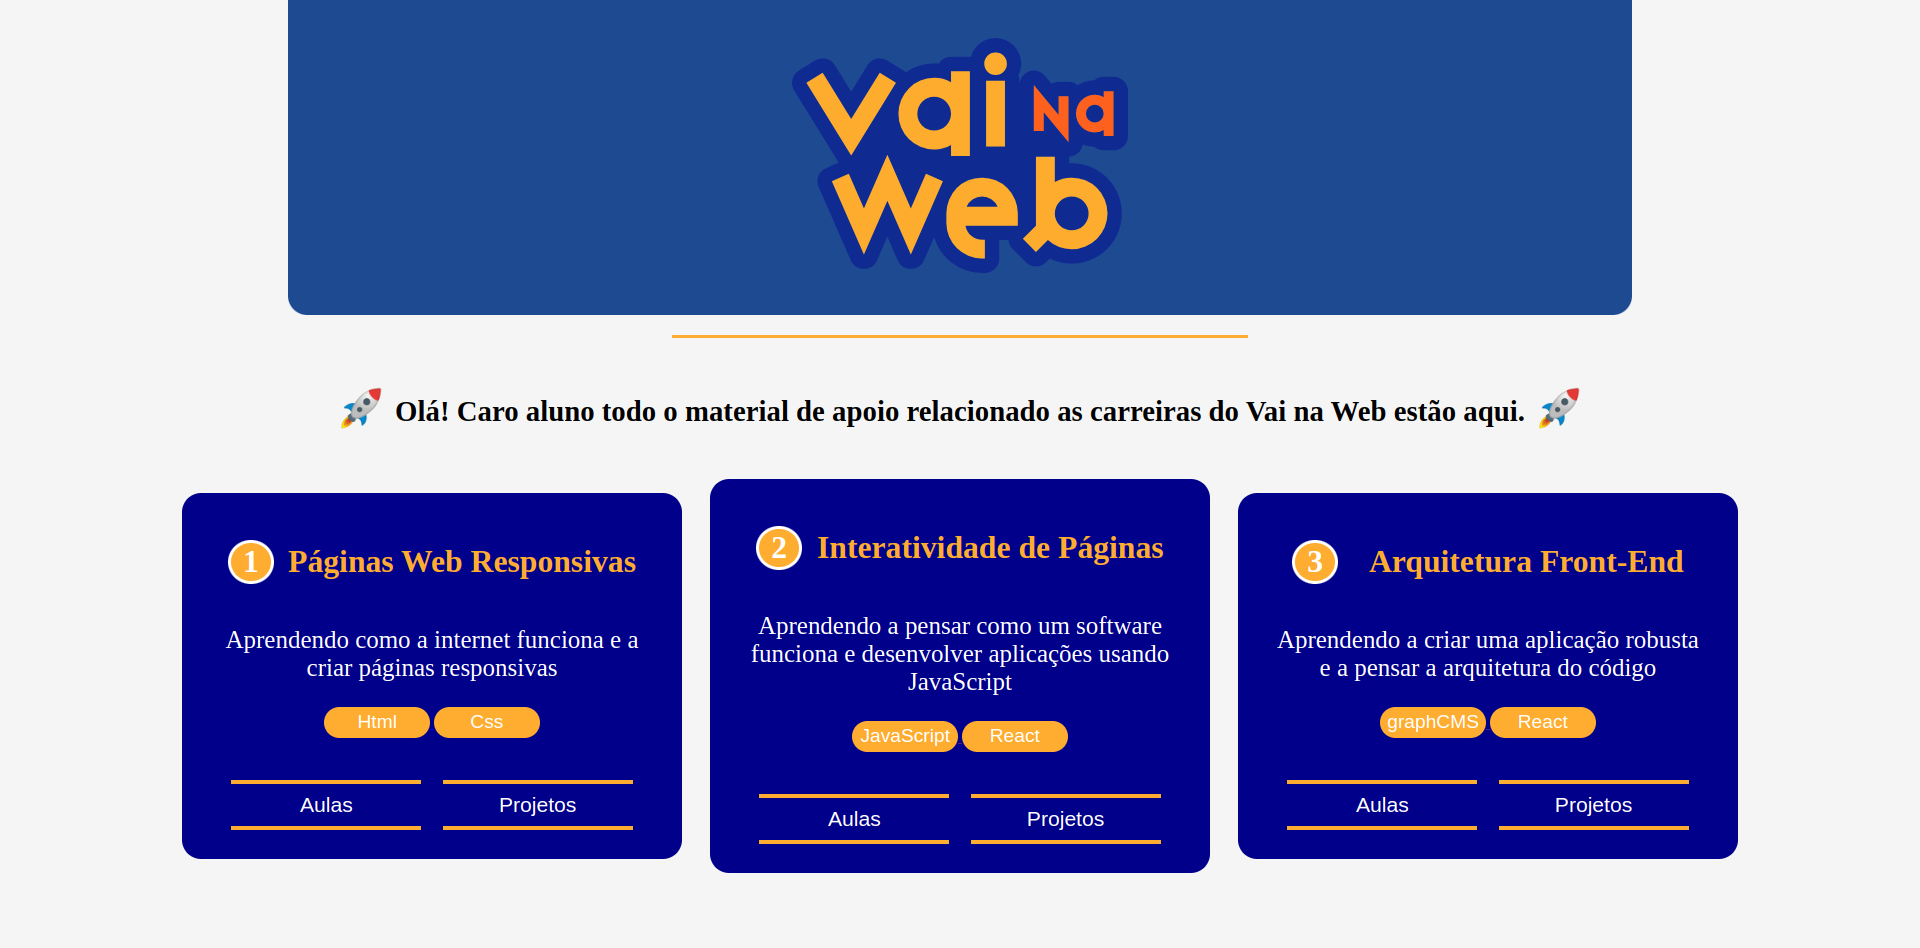 Vai Na
Web
🚀 Olá! Caro aluno todo o material de apoio relacionado as carreiras do Vai na Web estão aqui. 🚀
1 Páginas Web Responsivas
Aprendendo como a internet funciona e a
criar páginas responsivas
Html Css
Aulas Projetos
2 Interatividade de Páginas
Aprendendo a pensar como um software
funciona e desenvolver aplicações usando
JavaScript
JavaScript React
Aulas Projetos
3 Arquitetura Front-End
Aprendendo a criar uma aplicação robusta
e a pensar a arquitetura do código
graphCMS React
Aulas Projetos